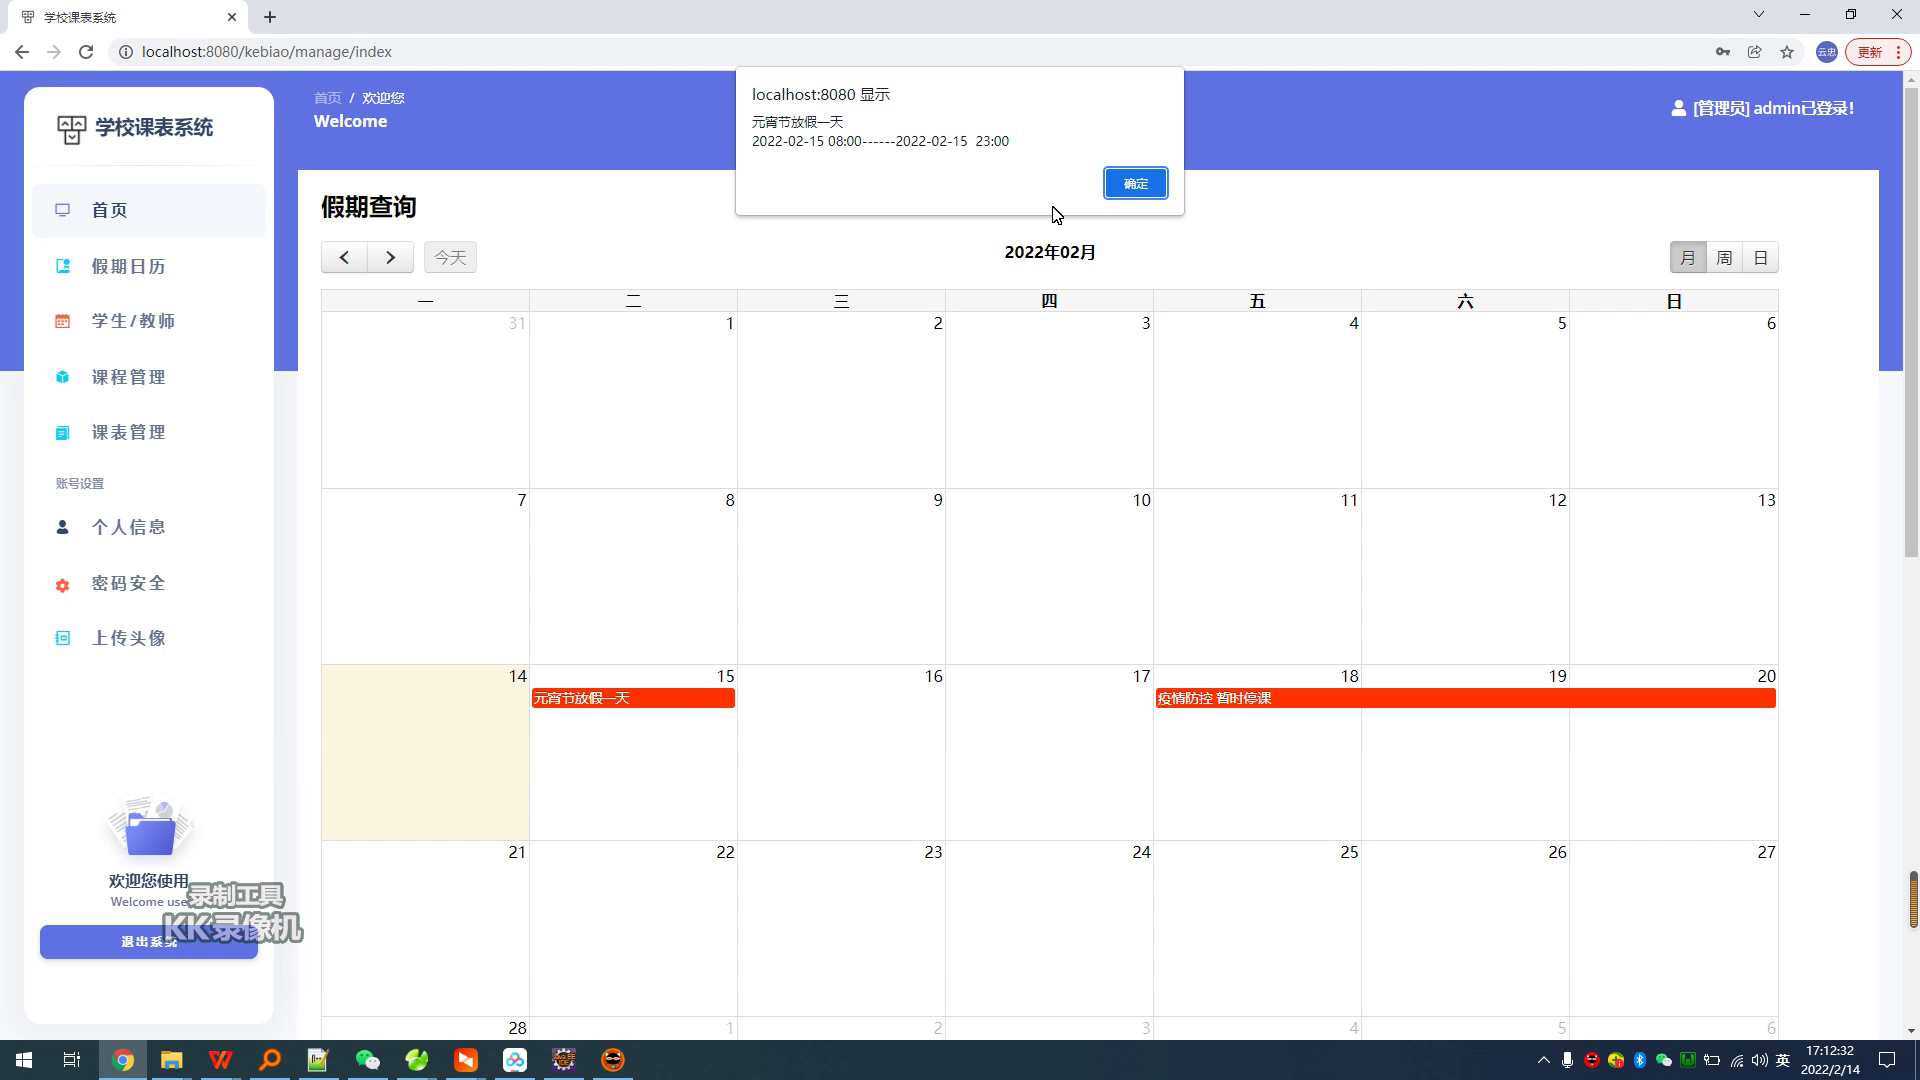 学校课表系统
localhost:8080/kebiao/manage/index
云忠
更新
学校课表系统
首页
假期日历
学生/教师
课程管理
课表管理
账号设置
个人信息
密码安全
上传头像
欢迎您使用
Welcome use
退出系统
录制工具
KK录像机
首页 / 欢迎您
Welcome
[管理员] admin已登录!
localhost:8080 显示
元宵节放假一天
2022-02-15 08:00------2022-02-15 23:00
确定
假期查询
今天
2022年02月
月 周 日
一 二 三 四 五 六 日
31 1 2 3 4 5 6
7 8 9 10 11 12 13
14 15 16 17 18 19 20
元宵节放假一天 疫情防控 暂时停课
21 22 23 24 25 26 27
28 1 2 3 4 5 6
英
17:12:32
2022/2/14